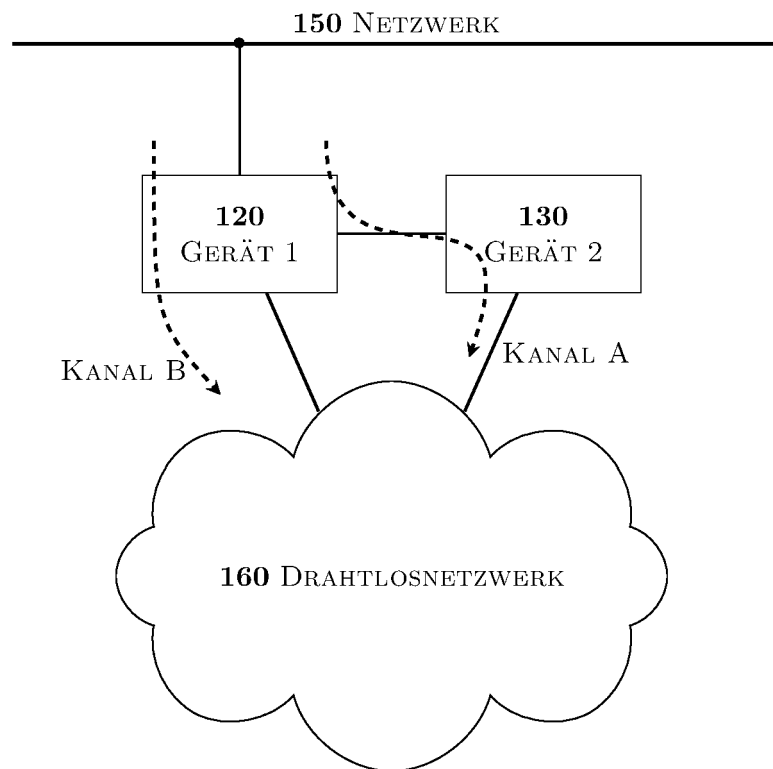 150 Netzwerk
120
Gerät 1
130
Gerät 2
Kanal A
Kanal B
160 Drahtlosnetzwerk